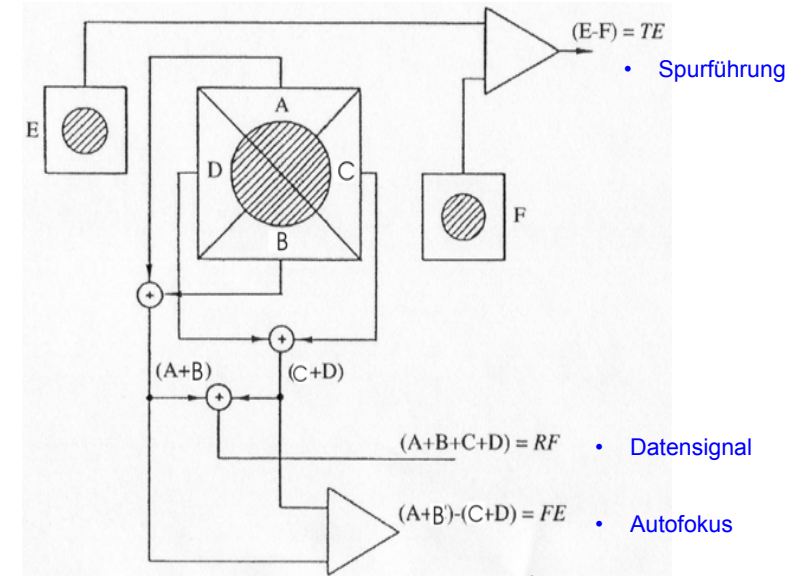 (E-F) = TE
• Spurführung
A
E
D
C
F
B
+
+
(A+B)
(C+D)
+
(A+B+C+D) = RF
• Datensignal
(A+B')-(C+D) = FE
• Autofokus